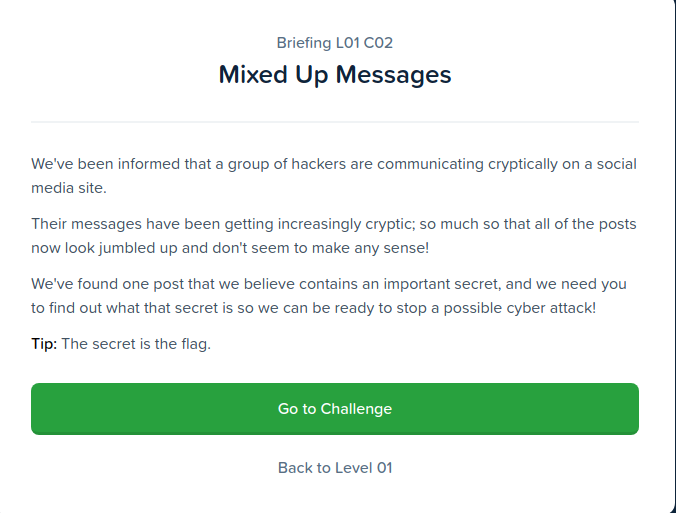 Briefing L01 C02
Mixed Up Messages
We've been informed that a group of hackers are communicating cryptically on a social
media site.
Their messages have been getting increasingly cryptic; so much so that all of the posts
now look jumbled up and don't seem to make any sense!
We've found one post that we believe contains an important secret, and we need you
to find out what that secret is so we can be ready to stop a possible cyber attack!
Tip: The secret is the flag.
Go to Challenge
Back to Level 01